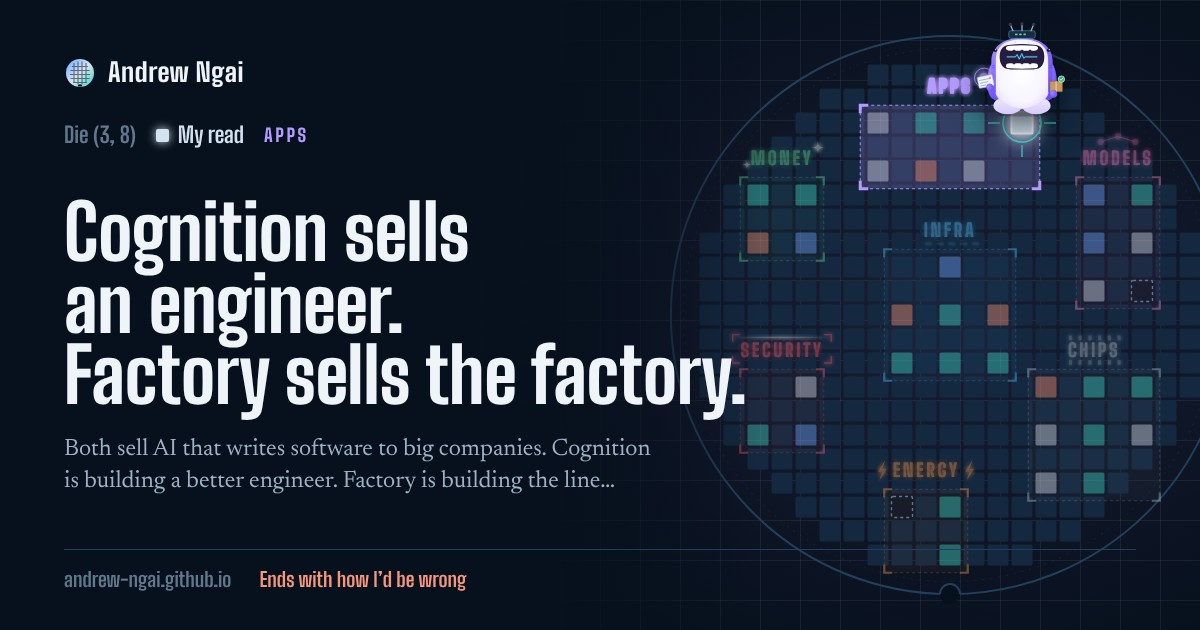 Andrew Ngai
Die (3, 8) My read APPS
Cognition sells
an engineer.
Factory sells the factory.
Both sell AI that writes software to big companies. Cognition
is building a better engineer. Factory is building the line...
andrew-ngai.github.io Ends with how I’d be wrong
APPS
MONEY
MODELS
INFRA
SECURITY
CHIPS
ENERGY